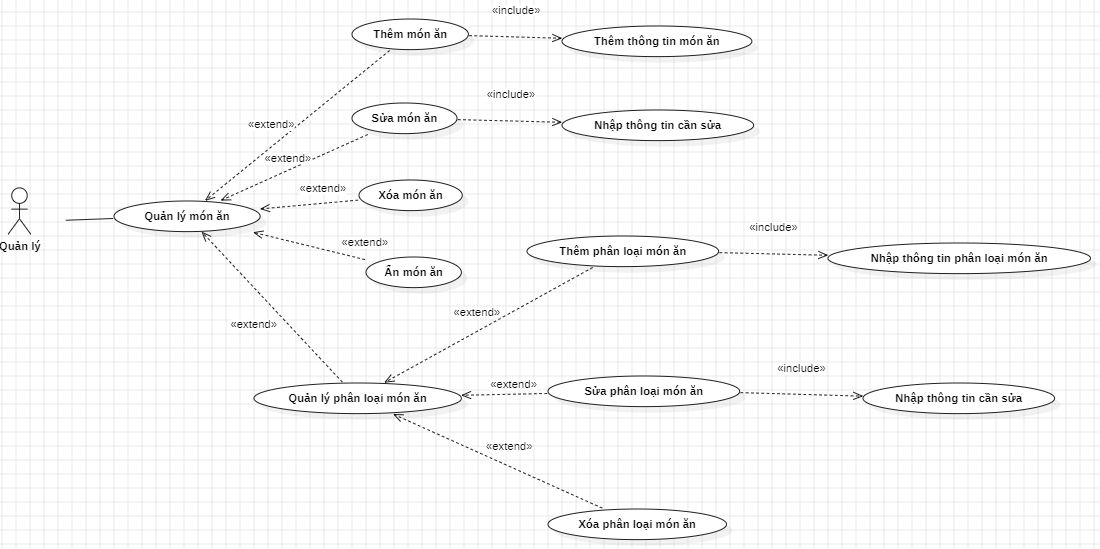 «include»
Thêm món ăn
Thêm thông tin món ăn
«include»
Sửa món ăn
Nhập thông tin cần sửa
«extend»
«extend»
«extend»
Xóa món ăn
Quản lý món ăn
Quản lý
«include»
«extend»
Thêm phân loại món ăn
Nhập thông tin phân loại món ăn
Ẩn món ăn
«extend»
«extend»
«include»
«extend»
Sửa phân loại món ăn
Quản lý phân loại món ăn
Nhập thông tin cần sửa
«extend»
Xóa phân loại món ăn